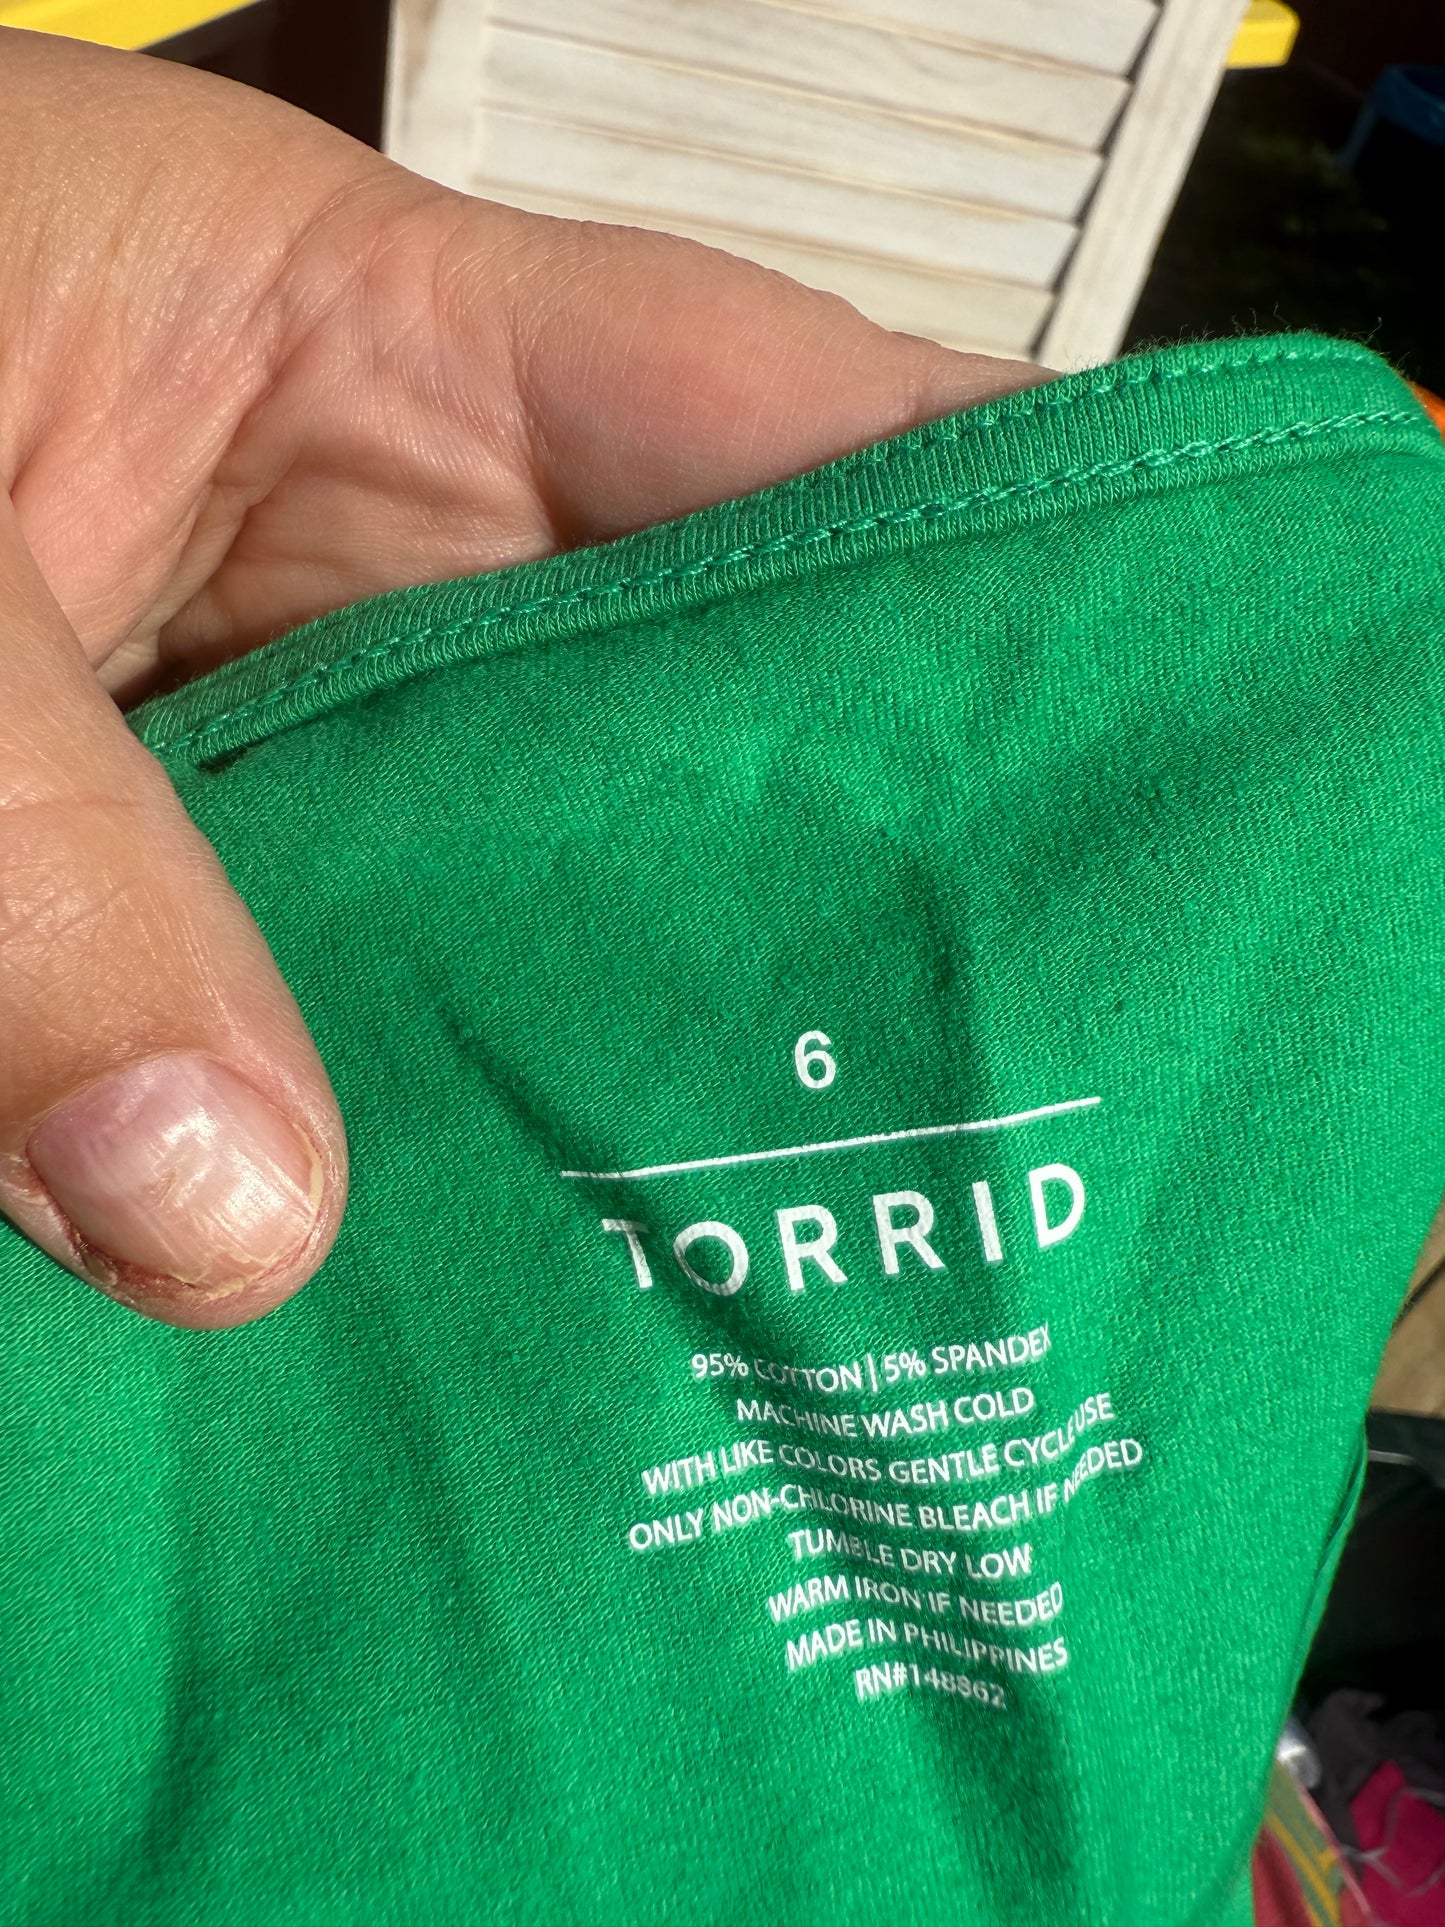 6
TORRID
95% COTTON | 5% SPANDEX
MACHINE WASH COLD
WITH LIKE COLORS GENTLE CYCLE USE
ONLY NON-CHLORINE BLEACH IF NEEDED
TUMBLE DRY LOW
WARM IRON IF NEEDED
MADE IN PHILIPPINES
RN#148862